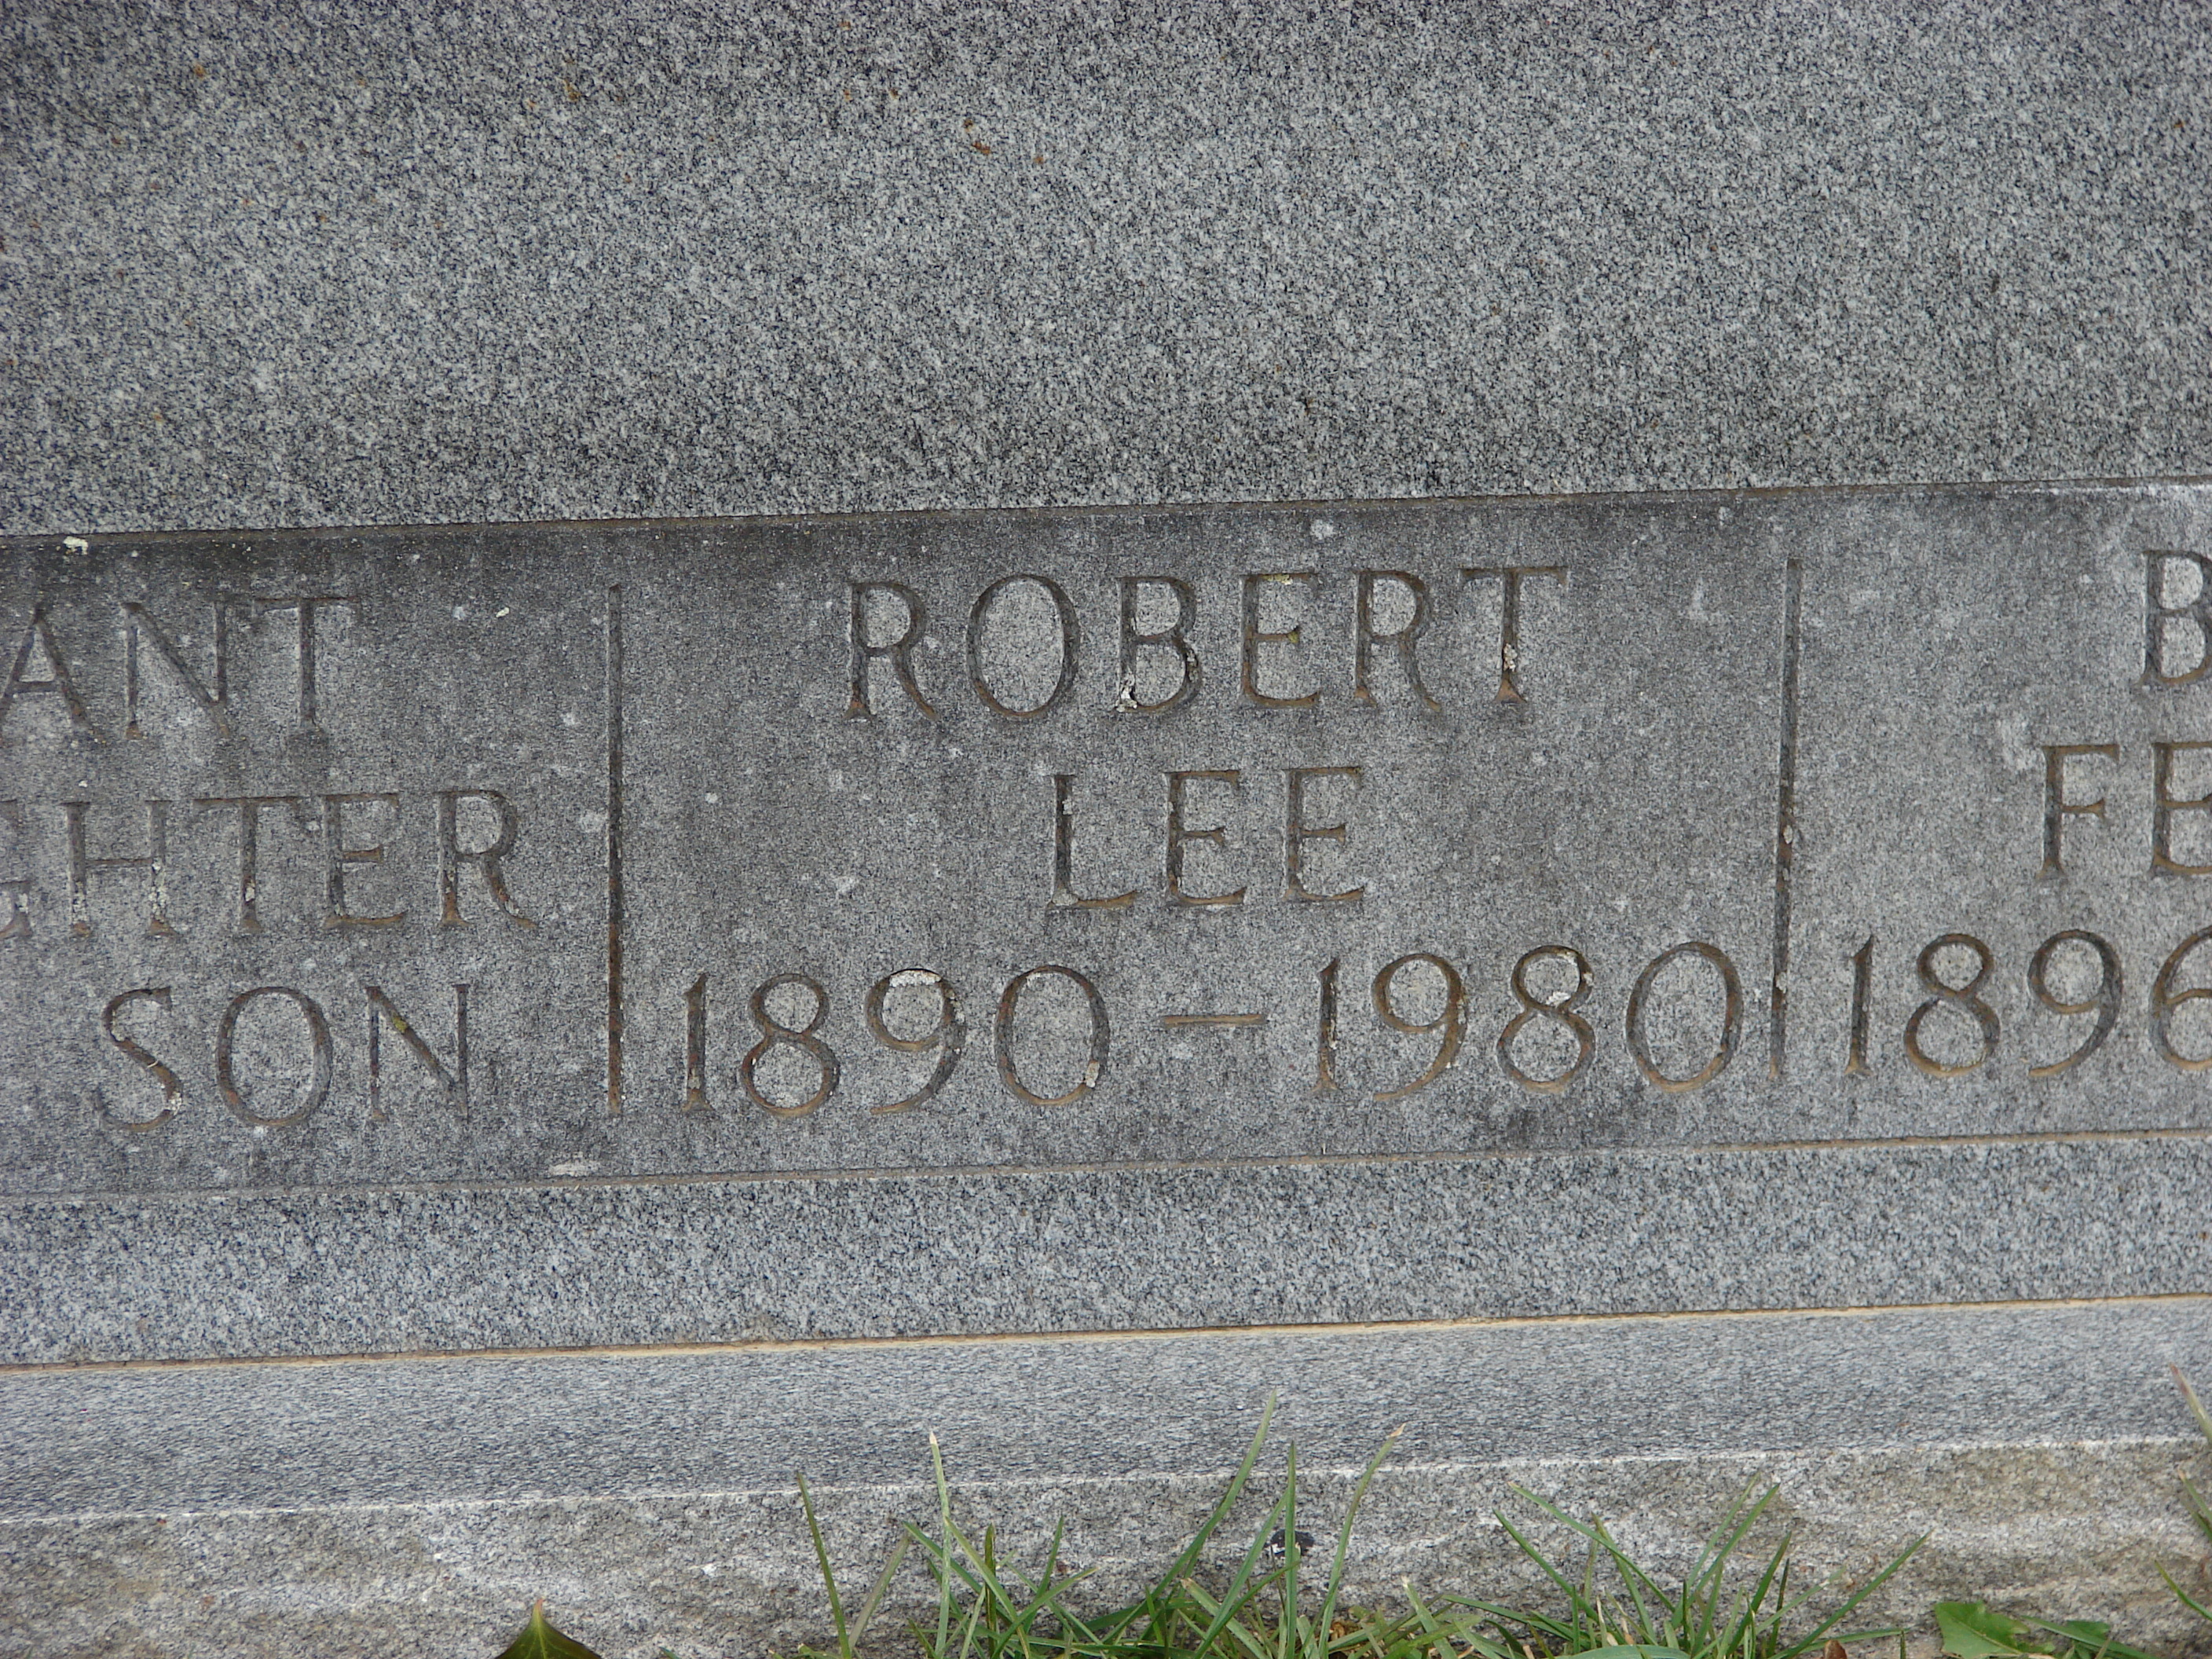 ANT
GHTER
SON
ROBERT
LEE
1890 – 1980
B
FE
1896